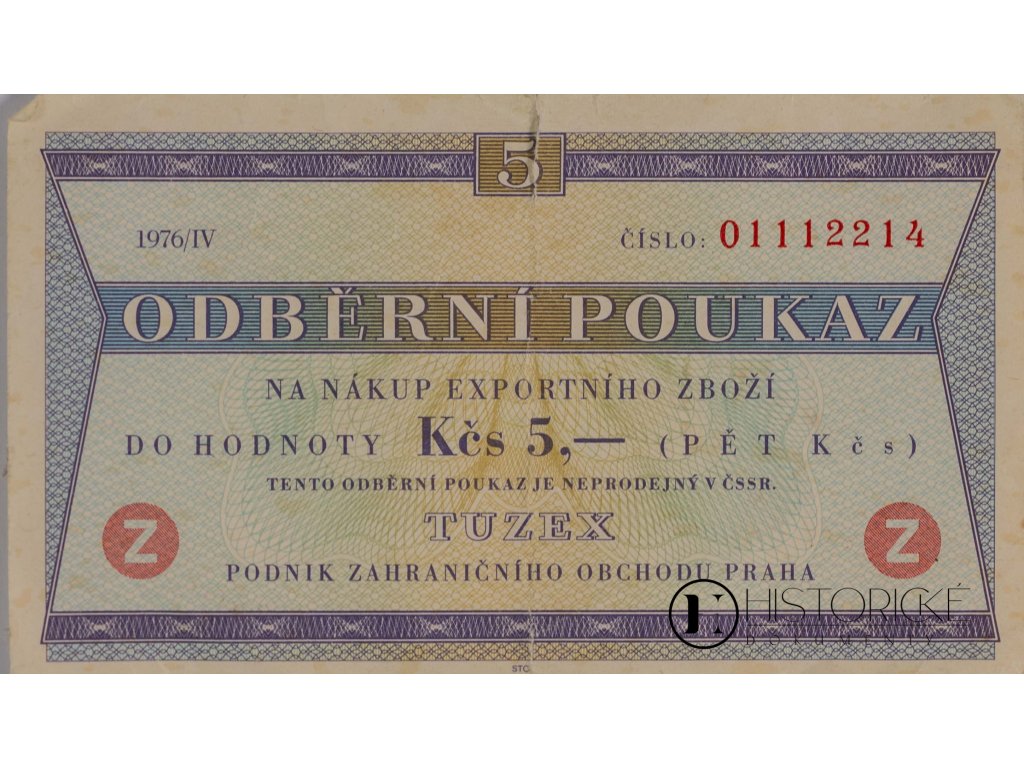 5
1976/IV ČÍSLO: 01112214
ODBĚRNÍ POUKAZ
NA NÁKUP EXPORTNÍHO ZBOŽÍ
DO HODNOTY Kčs 5,— (PĚT Kčs)
TENTO ODBĚRNÍ POUKAZ JE NEPRODEJNÝ V ČSSR.
TUZEX
Z Z
PODNIK ZAHRANIČNÍHO OBCHODU PRAHA
HISTORICKÉ
DOKUMENTY
STC